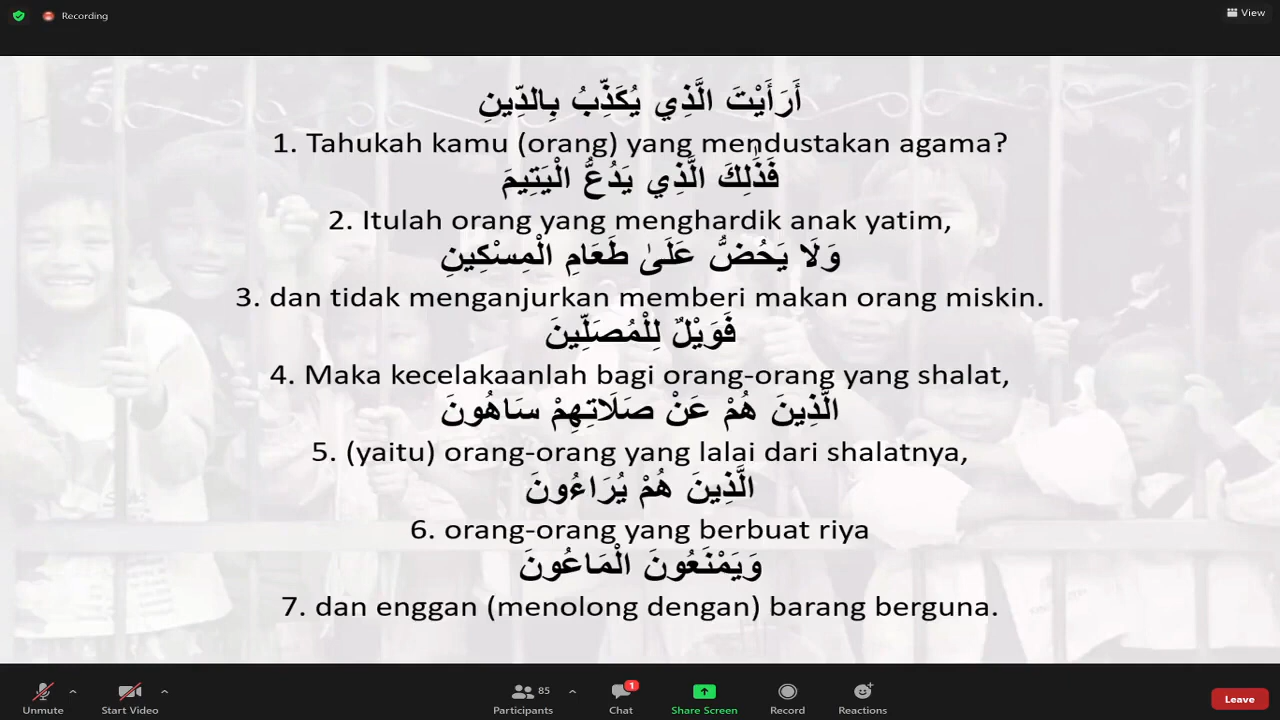 Recording
View
أَرَأَيْتَ الَّذِي يُكَذِّبُ بِالدِّينِ
1. Tahukah kamu (orang) yang mendustakan agama?
فَذَٰلِكَ الَّذِي يَدُعُّ الْيَتِيمَ
2. Itulah orang yang menghardik anak yatim,
وَلَا يَحُضُّ عَلَىٰ طَعَامِ الْمِسْكِينِ
3. dan tidak menganjurkan memberi makan orang miskin.
فَوَيْلٌ لِلْمُصَلِّينَ
4. Maka kecelakaanlah bagi orang-orang yang shalat,
الَّذِينَ هُمْ عَنْ صَلَاتِهِمْ سَاهُونَ
5. (yaitu) orang-orang yang lalai dari shalatnya,
الَّذِينَ هُمْ يُرَاءُونَ
6. orang-orang yang berbuat riya
وَيَمْنَعُونَ الْمَاعُونَ
7. dan enggan (menolong dengan) barang berguna.
Unmute
Start Video
85
Participants
1
Chat
Share Screen
Record
Reactions
Leave